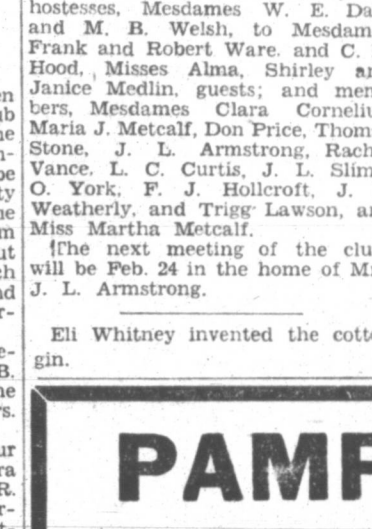 hostesses, Mesdames W. E. Da
and M. B. Welsh, to Mesdam
Frank and Robert Ware. and C.
Hood, , Misses Alma, Shirley an
Janice Medlin, guests; and mem
bers, Mesdames Clara Corneliu
Maria J. Metcalf, Don Price, Thom
Stone, J. L. Armstrong, Rach
Vance, L. C. Curtis, J. L. Slim
O. York, F. J. Hollcroft, J.
Weatherly, and Trigg Lawson, an
Miss Martha Metcalf.
The next meeting of the clu
will be Feb. 24 in the home of M
J. L. Armstrong.
Eli Whitney invented the cotto
gin.
PAMP